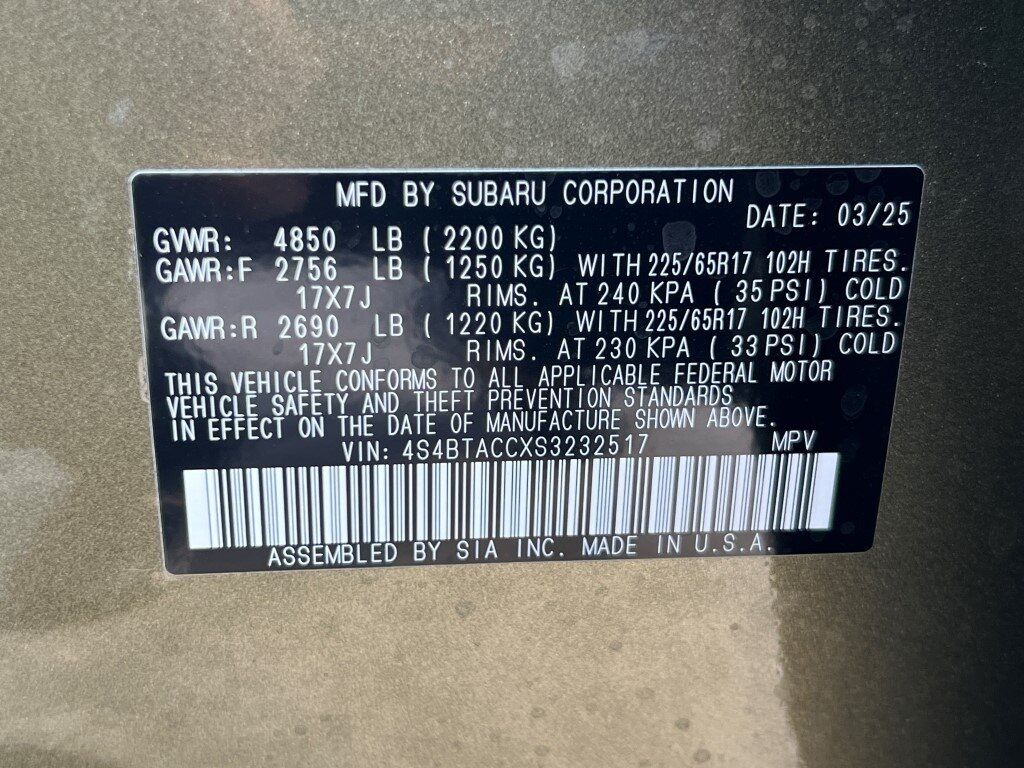 MFD BY SUBARU CORPORATION
DATE: 03/25
GVWR: 4850 LB ( 2200 KG)
GAWR:F 2756 LB ( 1250 KG) WITH 225/65R17 102H TIRES.
17X7J RIMS. AT 240 KPA ( 35 PSI) COLD
GAWR:R 2690 LB ( 1220 KG) WITH 225/65R17 102H TIRES.
17X7J RIMS. AT 230 KPA ( 33 PSI) COLD
THIS VEHICLE CONFORMS TO ALL APPLICABLE FEDERAL MOTOR
VEHICLE SAFETY AND THEFT PREVENTION STANDARDS
IN EFFECT ON THE DATE OF MANUFACTURE SHOWN ABOVE.
VIN: 4S4BTACCXS3232517 MPV
ASSEMBLED BY SIA INC. MADE IN U.S.A.